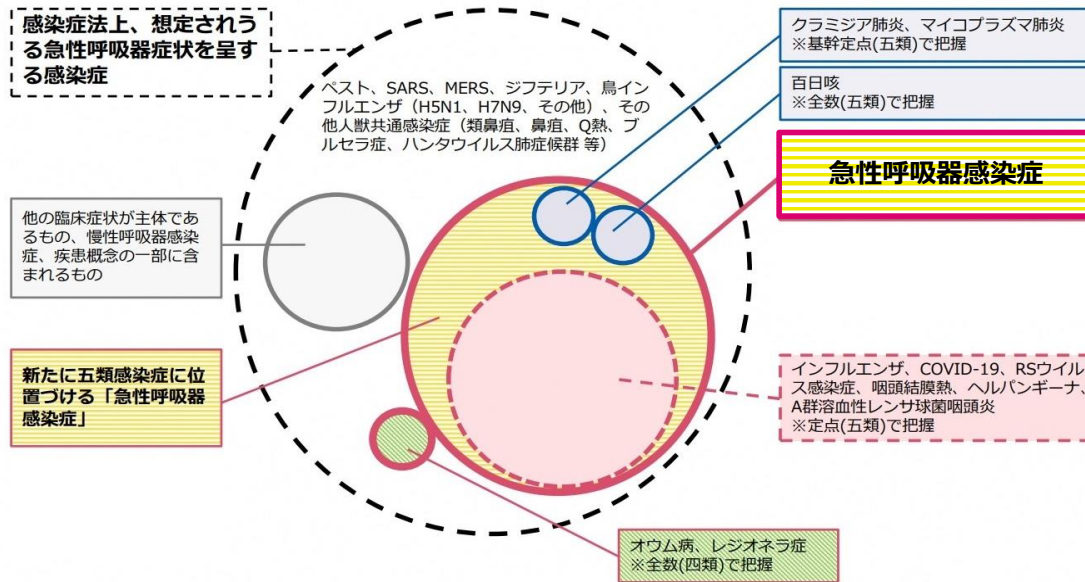 感染症法上、想定されう
る急性呼吸器症状を呈す
る感染症
クラミジア肺炎、マイコプラズマ肺炎
※基幹定点(五類)で把握
ペスト、SARS、MERS、ジフテリア、鳥イン
フルエンザ（H5N1、H7N9、その他）、その
他人獣共通感染症（類鼻疽、鼻疽、Q熱、ブ
ルセラ症、ハンタウイルス肺症候群 等）
百日咳
※全数(五類)で把握
急性呼吸器感染症
他の臨床症状が主体であ
るもの、慢性呼吸器感染
症、疾患概念の一部に含
まれるもの
新たに五類感染症に位
置づける「急性呼吸器
感染症」
インフルエンザ、COVID-19、RSウイル
ス感染症、咽頭結膜熱、ヘルパンギーナ、
A群溶血性レンサ球菌咽頭炎
※定点(五類)で把握
オウム病、レジオネラ症
※全数(四類)で把握